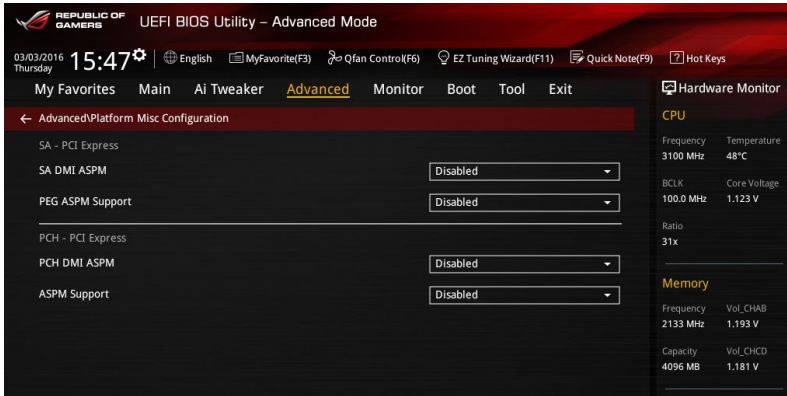 REPUBLIC OF
GAMERS
UEFI BIOS Utility – Advanced Mode
03/03/2016
Thursday
15:47
English
MyFavorite(F3)
Qfan Control(F6)
EZ Tuning Wizard(F11)
Quick Note(F9)
? Hot Keys
My Favorites Main Ai Tweaker Advanced Monitor Boot Tool Exit
Hardware Monitor
← Advanced\Platform Misc Configuration
SA - PCI Express
SA DMI ASPM Disabled
PEG ASPM Support Disabled
PCH - PCI Express
PCH DMI ASPM Disabled
ASPM Support Disabled
CPU
Frequency Temperature
3100 MHz 48°C
BCLK Core Voltage
100.0 MHz 1.123 V
Ratio
31x
Memory
Frequency Vol_CHAB
2133 MHz 1.193 V
Capacity Vol_CHCD
4096 MB 1.181 V